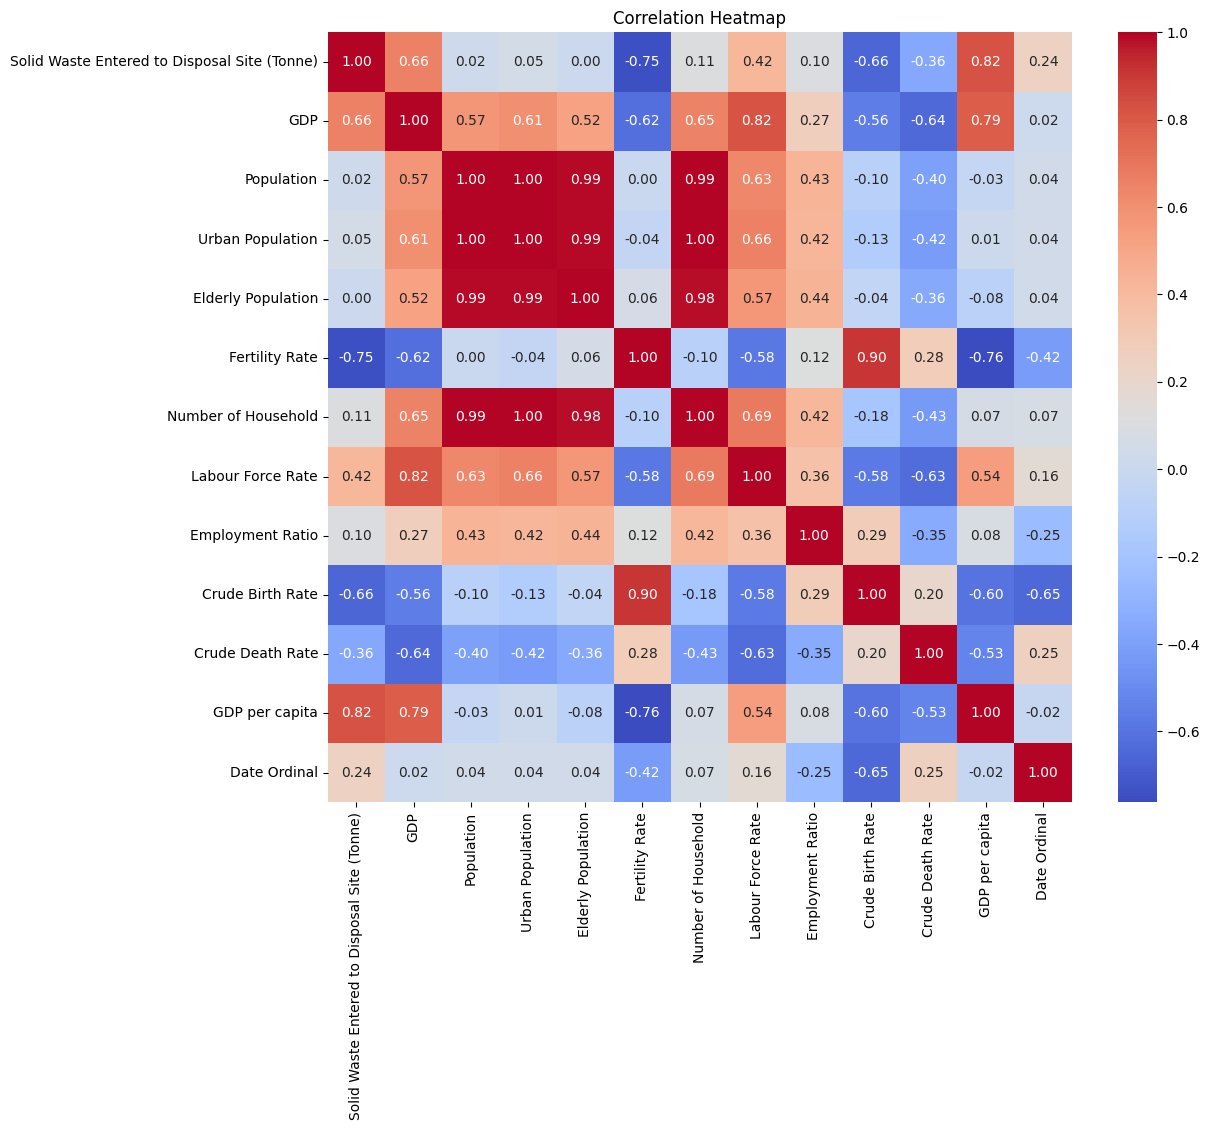 Correlation Heatmap
Solid Waste Entered to Disposal Site (Tonne) 1.00 0.66 0.02 0.05 0.00 -0.75 0.11 0.42 0.10 -0.66 -0.36 0.82 0.24
GDP 0.66 1.00 0.57 0.61 0.52 -0.62 0.65 0.82 0.27 -0.56 -0.64 0.79 0.02
Population 0.02 0.57 1.00 1.00 0.99 0.00 0.99 0.63 0.43 -0.10 -0.40 -0.03 0.04
Urban Population 0.05 0.61 1.00 1.00 0.99 -0.04 1.00 0.66 0.42 -0.13 -0.42 0.01 0.04
Elderly Population 0.00 0.52 0.99 0.99 1.00 0.06 0.98 0.57 0.44 -0.04 -0.36 -0.08 0.04
Fertility Rate -0.75 -0.62 0.00 -0.04 0.06 1.00 -0.10 -0.58 0.12 0.90 0.28 -0.76 -0.42
Number of Household 0.11 0.65 0.99 1.00 0.98 -0.10 1.00 0.69 0.42 -0.18 -0.43 0.07 0.07
Labour Force Rate 0.42 0.82 0.63 0.66 0.57 -0.58 0.69 1.00 0.36 -0.58 -0.63 0.54 0.16
Employment Ratio 0.10 0.27 0.43 0.42 0.44 0.12 0.42 0.36 1.00 0.29 -0.35 0.08 -0.25
Crude Birth Rate -0.66 -0.56 -0.10 -0.13 -0.04 0.90 -0.18 -0.58 0.29 1.00 0.20 -0.60 -0.65
Crude Death Rate -0.36 -0.64 -0.40 -0.42 -0.36 0.28 -0.43 -0.63 -0.35 0.20 1.00 -0.53 0.25
GDP per capita 0.82 0.79 -0.03 0.01 -0.08 -0.76 0.07 0.54 0.08 -0.60 -0.53 1.00 -0.02
Date Ordinal 0.24 0.02 0.04 0.04 0.04 -0.42 0.07 0.16 -0.25 -0.65 0.25 -0.02 1.00
Solid Waste Entered to Disposal Site (Tonne)
GDP
Population
Urban Population
Elderly Population
Fertility Rate
Number of Household
Labour Force Rate
Employment Ratio
Crude Birth Rate
Crude Death Rate
GDP per capita
Date Ordinal
1.0
0.8
0.6
0.4
0.2
0.0
−0.2
−0.4
−0.6